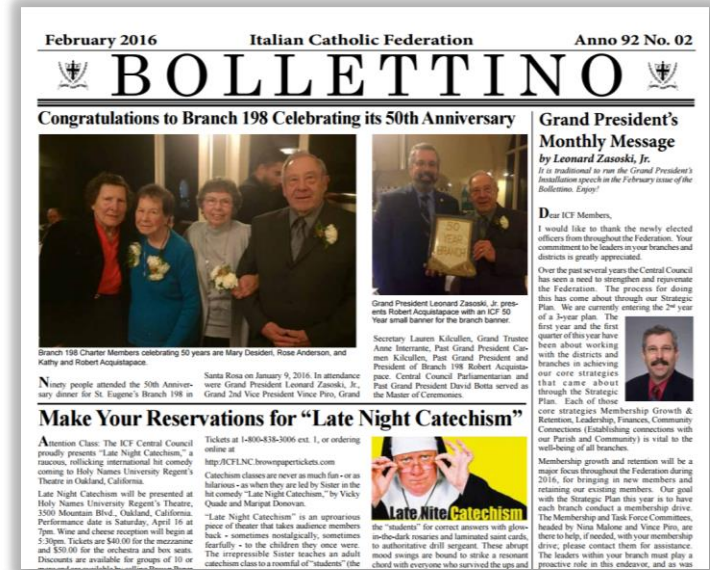 February 2016
Italian Catholic Federation
Anno 92 No. 02
BOLLETTINO
Congratulations to Branch 198 Celebrating its 50th Anniversary
50
YEAR
BRANCH
Branch 198 Charter Members celebrating 50 years are Mary Desideri, Rose Anderson, and
Kathy and Robert Acquistapace.
Grand President Leonard Zasoski, Jr. pres-
ents Robert Acquistapace with an ICF 50
Year small banner for the branch banner.
Ninety people attended the 50th Anniver-
sary dinner for St. Eugene's Branch 198 in
Santa Rosa on January 9, 2016. In attendance
were Grand President Leonard Zasoski, Jr.,
Grand 2nd Vice President Vince Piro, Grand
Secretary Lauren Kilcullen, Grand Trustee
Anne Interrante, Past Grand President Car-
men Kilcullen, Past Grand President and
President of Branch 198 Robert Acquista-
pace. Central Council Parliamentarian and
Past Grand President David Botta served as
the Master of Ceremonies.
Make Your Reservations for "Late Night Catechism"
Attention Class: The ICF Central Council
proudly presents "Late Night Catechism," a
raucous, rollicking international hit comedy
coming to Holy Names University Regent's
Theatre in Oakland, California.
Late Night Catechism will be presented at
Holy Names University Regent's Theatre,
3500 Mountain Blvd., Oakland, California.
Performance date is Saturday, April 16 at
7pm. Wine and cheese reception will begin at
5:30pm. Tickets are $40.00 for the mezzanine
and $50.00 for the orchestra and box seats.
Discounts are available for groups of 10 or
Tickets at 1-800-838-3006 ext. 1, or ordering
online at
http:/ICFLNC.brownpapertickets.com
Catechism classes are never as much fun - or as
hilarious - as when they are led by Sister in the
hit comedy "Late Night Catechism," by Vicky
Quade and Maripat Donovan.
"Late Night Catechism" is an uproarious
piece of theater that takes audience members
back - sometimes nostalgically, sometimes
fearfully - to the children they once were.
The irrepressible Sister teaches an adult
catechism class to a roomful of "students" (the
Late Nite Catechism
the "students" for correct answers with glow-
in-the-dark rosaries and laminated saint cards,
to authoritative drill sergeant. These abrupt
mood swings are bound to strike a resonant
chord with everyone who survived the ups and
Grand President's
Monthly Message
by Leonard Zasoski, Jr.
It is traditional to run the Grand President's
Installation speech in the February issue of the
Bollettino. Enjoy!
Dear ICF Members,
I would like to thank the newly elected
officers from throughout the Federation. Your
commitment to be leaders in your branches and
districts is greatly appreciated.
Over the past several years the Central Council
has seen a need to strengthen and rejuvenate
the Federation. The process for doing
this has come about through our Strategic
Plan. We are currently entering the 2nd year
of a 3-year plan. The
first year and the first
quarter of this year have
been about working
with the districts and
branches in achieving
our core strategies
that came about
through the Strategic
Plan. Each of those
core strategies Membership Growth &
Retention, Leadership, Finances, Community
Connections (Establishing connections with
our Parish and Community) is vital to the
well-being of all branches.
Membership growth and retention will be a
major focus throughout the Federation during
2016, for bringing in new members and
retaining our existing members. Our goal
with the Strategic Plan this year is to have
each branch conduct a membership drive.
The Membership and Task Force Committees,
headed by Nina Malone and Vince Piro, are
there to help, if needed, with your membership
drive; please contact them for assistance.
The leaders within your branch must play a
proactive role in this endeavor, and as was